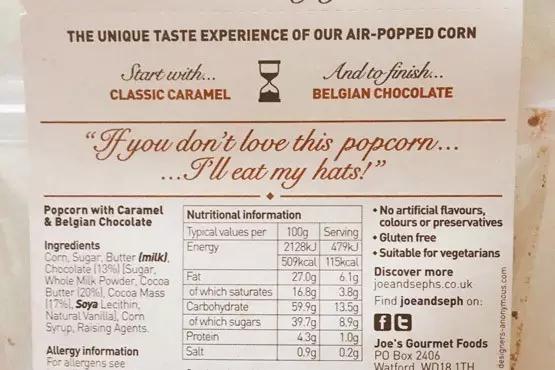 THE UNIQUE TASTE EXPERIENCE OF OUR AIR-POPPED CORN
Start with...
CLASSIC CARAMEL
And to finish...
BELGIAN CHOCOLATE
“If you don’t love this popcorn...
...I’ll eat my hats!”
Popcorn with Caramel
& Belgian Chocolate
Ingredients
Corn, Sugar, Butter (milk),
Chocolate (13%) [Sugar,
Whole Milk Powder, Cocoa
Butter (20%), Cocoa Mass
(17%), Soya Lecithin,
Natural Vanilla], Corn
Syrup, Raising Agents.
Allergy information
For allergens see
Nutritional information
Typical values per 100g Serving
Energy 2128kJ 479kJ
509kcal 115kcal
Fat 27.0g 6.1g
of which saturates 16.8g 3.8g
Carbohydrate 59.9g 13.5g
of which sugars 39.7g 8.9g
Protein 4.3g 1.0g
Salt 0.9g 0.2g
• No artificial flavours,
colours or preservatives
• Gluten free
• Suitable for vegetarians
Discover more
joeandsephs.co.uk
Find joeandseph on:
Joe's Gourmet Foods
PO Box 2406
Watford, WD18 1TH
designers-anonymous.com